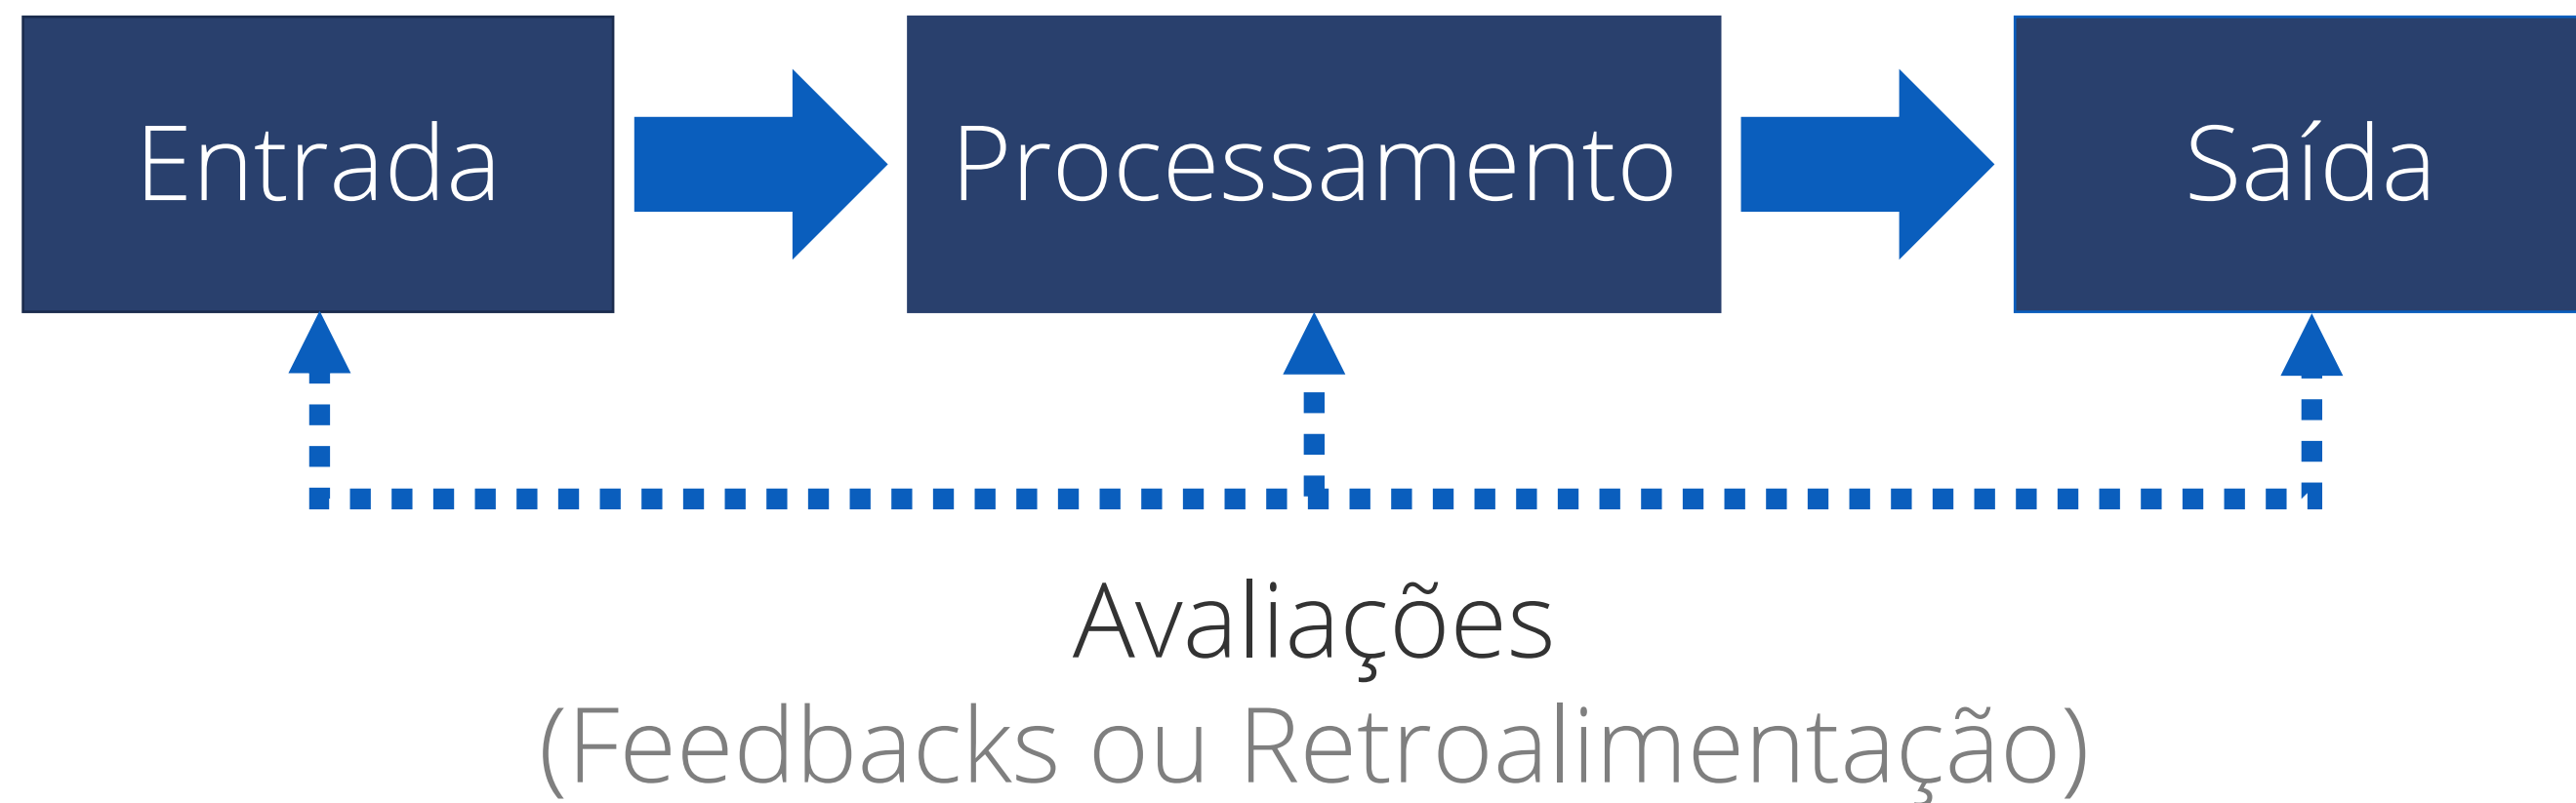 Entrada
Processamento
Saída
Avaliações
(Feedbacks ou Retroalimentação)